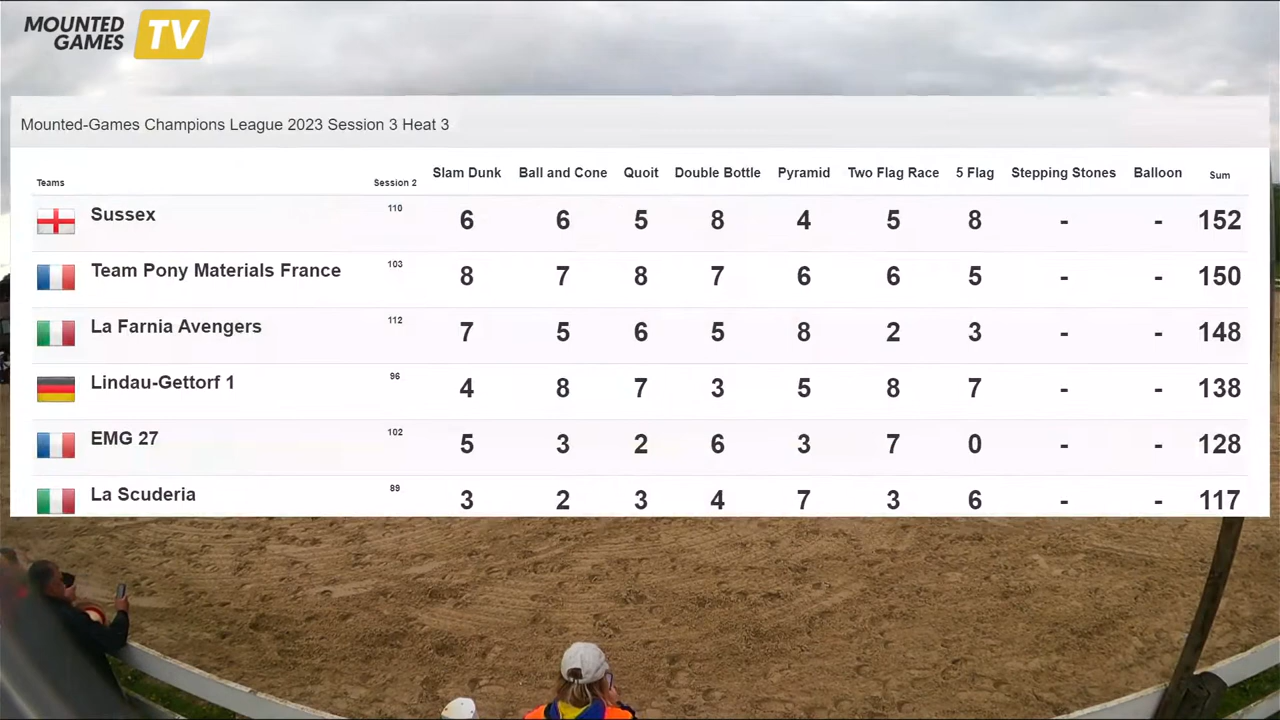 MOUNTED
GAMES
TV
Mounted-Games Champions League 2023 Session 3 Heat 3
Teams Session 2 Slam Dunk Ball and Cone Quoit Double Bottle Pyramid Two Flag Race 5 Flag Stepping Stones Balloon Sum
Sussex 110 6 6 5 8 4 5 8 - - 152
Team Pony Materials France 103 8 7 8 7 6 6 5 - - 150
La Farnia Avengers 112 7 5 6 5 8 2 3 - - 148
Lindau-Gettorf 1 96 4 8 7 3 5 8 7 - - 138
EMG 27 102 5 3 2 6 3 7 0 - - 128
La Scuderia 89 3 2 3 4 7 3 6 - - 117